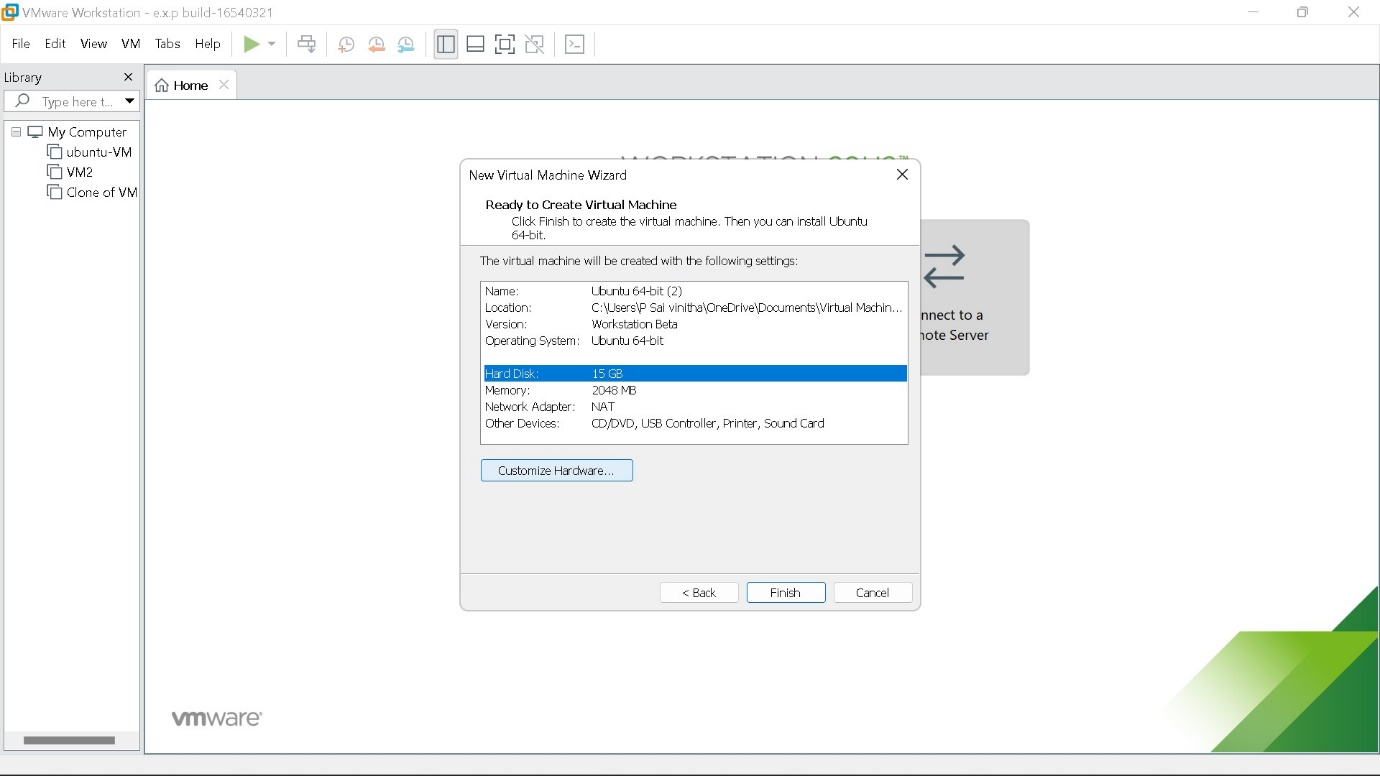 VMware Workstation - e.x.p build-16540321
File Edit View VM Tabs Help
Library
Type here t...
Home
My Computer
ubuntu-VM
VM2
Clone of VM
New Virtual Machine Wizard
Ready to Create Virtual Machine
Click Finish to create the virtual machine. Then you can install Ubuntu
64-bit.
The virtual machine will be created with the following settings:
Name: Ubuntu 64-bit (2)
Location: C:\Users\P Sai vinitha\OneDrive\Documents\Virtual Machin...
Version: Workstation Beta
Operating System: Ubuntu 64-bit
Hard Disk: 15 GB
Memory: 2048 MB
Network Adapter: NAT
Other Devices: CD/DVD, USB Controller, Printer, Sound Card
Customize Hardware...
< Back Finish Cancel
nnect to a
note Server
vmware®